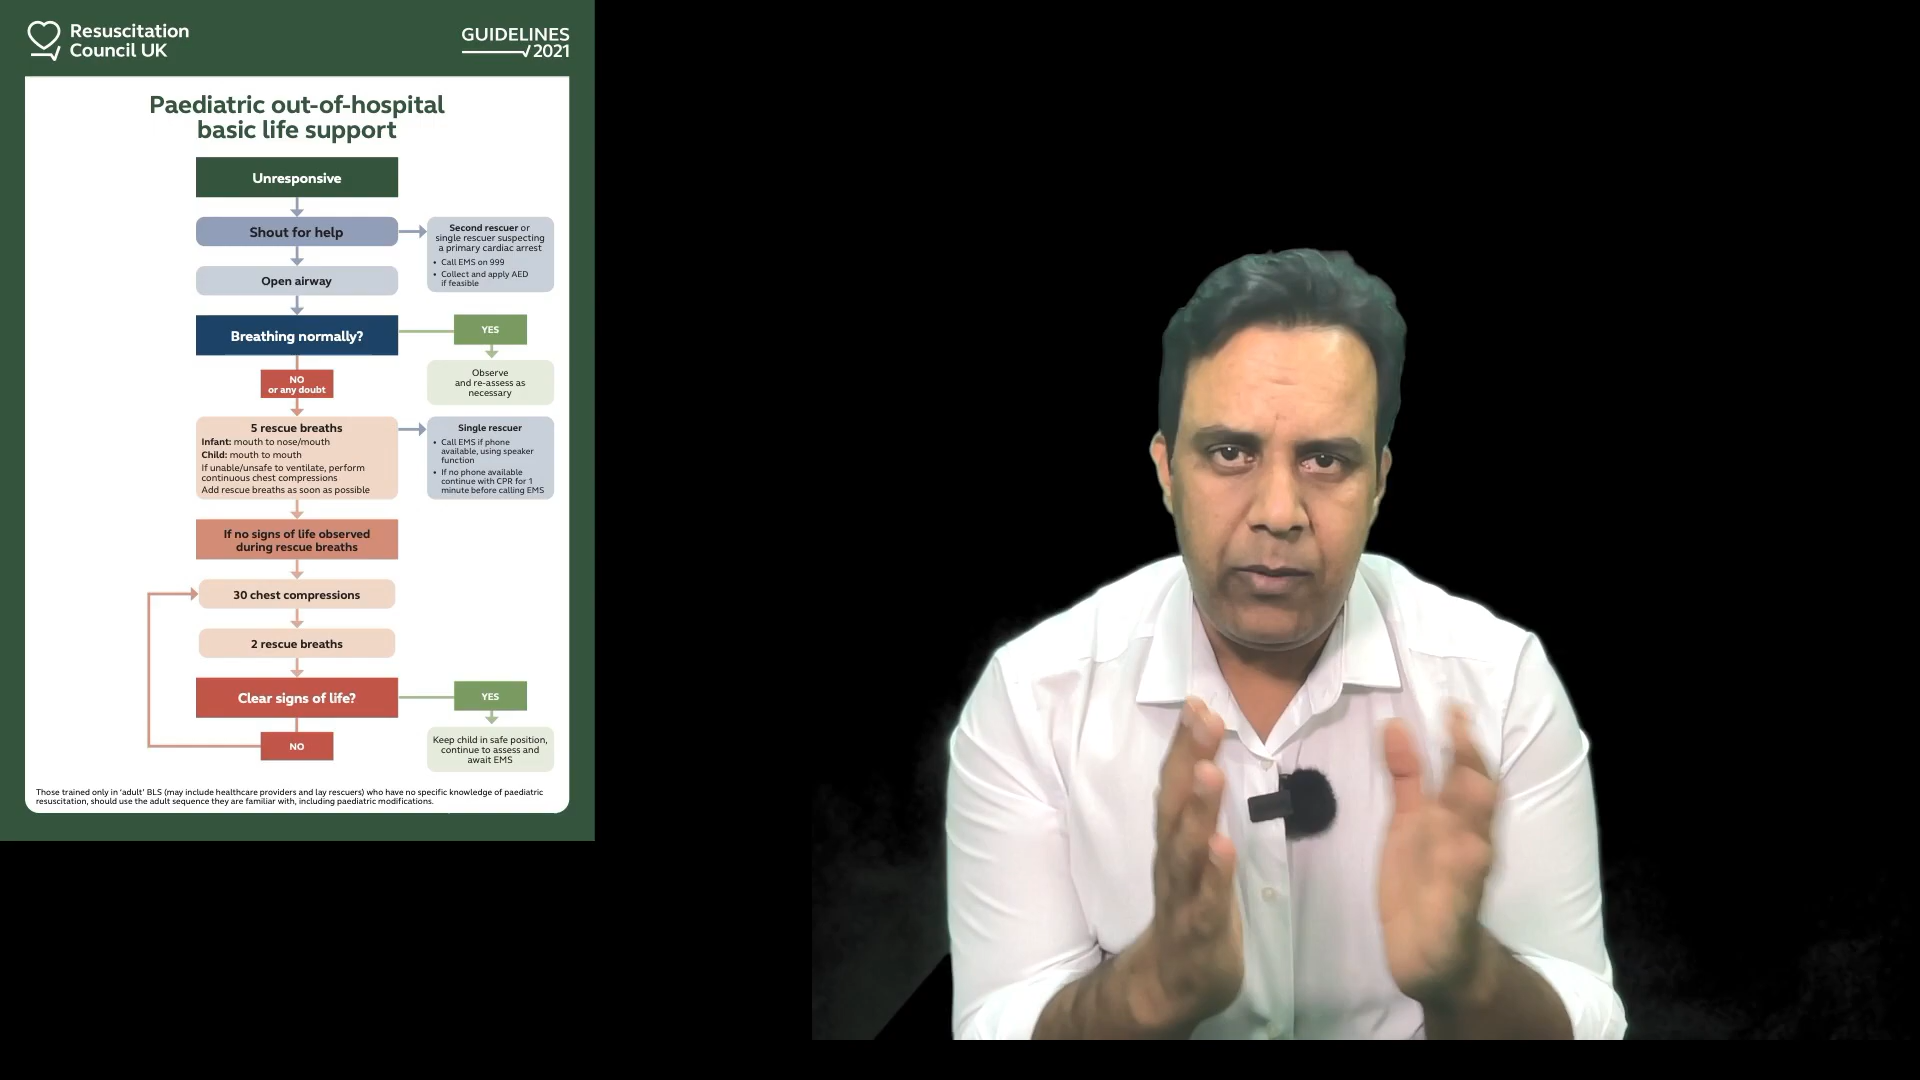 Resuscitation
Council UK
GUIDELINES
2021
Paediatric out-of-hospital
basic life support
Unresponsive
Shout for help
Second rescuer or
single rescuer suspecting
a primary cardiac arrest
• Call EMS on 999
• Collect and apply AED
if feasible
Open airway
Breathing normally?
YES
Observe
and re-assess as
necessary
NO
or any doubt
5 rescue breaths
Infant: mouth to nose/mouth
Child: mouth to mouth
If unable/unsafe to ventilate, perform
continuous chest compressions
Add rescue breaths as soon as possible
Single rescuer
• Call EMS if phone
available, using speaker
function
• If no phone available
continue with CPR for 1
minute before calling EMS
If no signs of life observed
during rescue breaths
30 chest compressions
2 rescue breaths
Clear signs of life?
YES
NO
Keep child in safe position,
continue to assess and
await EMS
Those trained only in 'adult' BLS (may include healthcare providers and lay rescuers) who have no specific knowledge of paediatric
resuscitation, should use the adult sequence they are familiar with, including paediatric modifications.